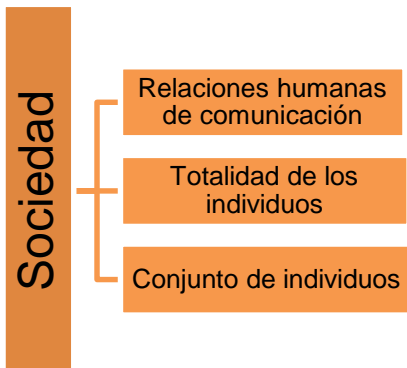 Sociedad
Relaciones humanas
de comunicación
Totalidad de los
individuos
Conjunto de individuos